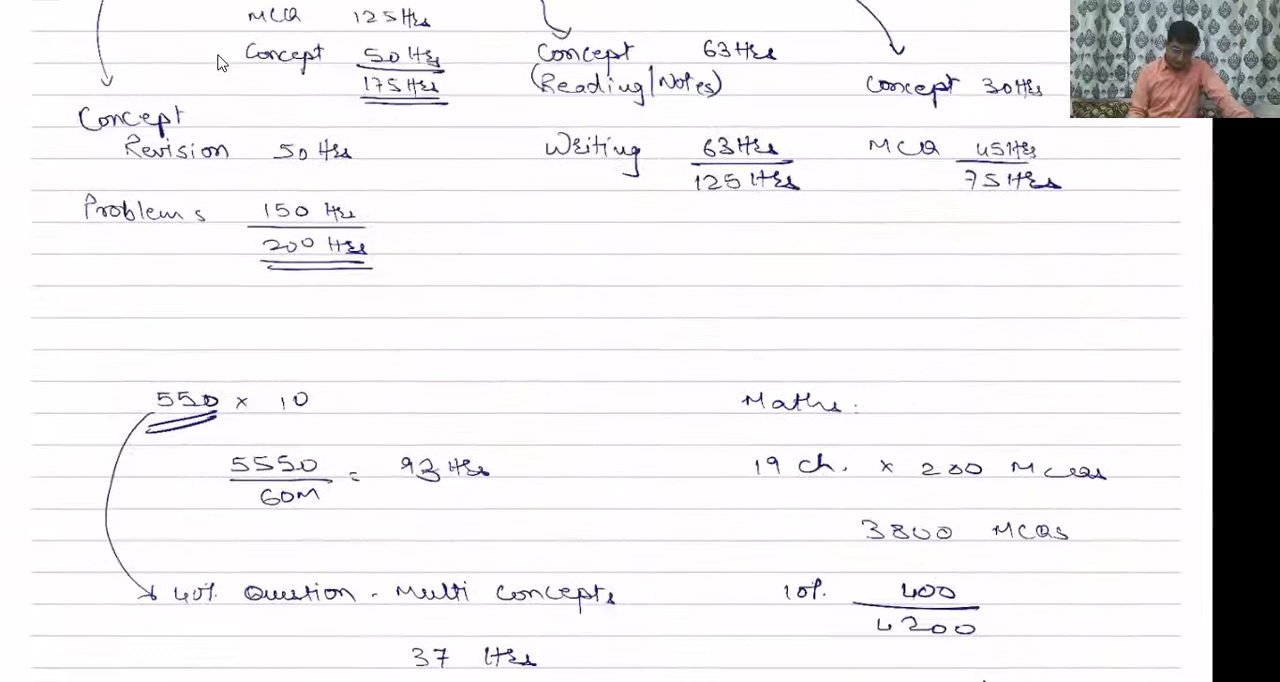 MCQ 125 Hrs
Concept 50 Hrs
175 Hrs
Concept
Revision 50 Hrs
Problems 150 Hrs
200 Hrs
Concept 63 Hrs
(Reading/Notes)
Writing 63 Hrs
125 Hrs
Concept 30 Hrs
MCQ 45 Hrs
75 Hrs
550 x 10
5550 = 93 Hrs
60M
40% Question - Multi Concepts
37 Hrs
Maths:
19 ch. x 200 Mcqs
3800 MCQs
10%. 400
4200